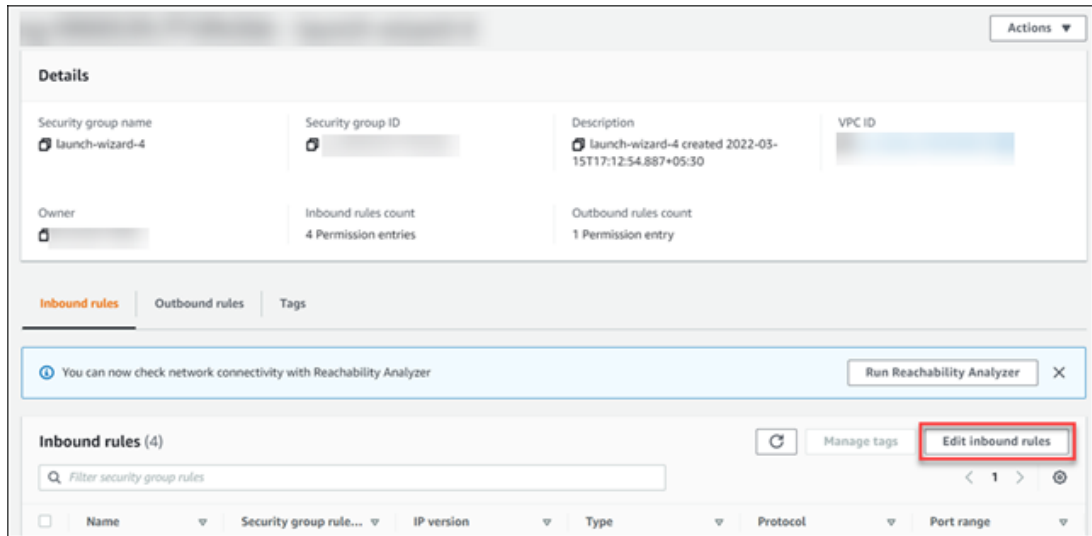 Actions
Details
Security group name
Security group ID
Description
VPC ID
launch-wizard-4
launch-wizard-4 created 2022-03-
15T17:12:54.887+05:30
Owner
Inbound rules count
Outbound rules count
4 Permission entries
1 Permission entry
Inbound rules
Outbound rules
Tags
You can now check network connectivity with Reachability Analyzer
Run Reachability Analyzer
Inbound rules (4)
Manage tags
Edit inbound rules
Filter security group rules
1
Name
Security group rule...
IP version
Type
Protocol
Port range